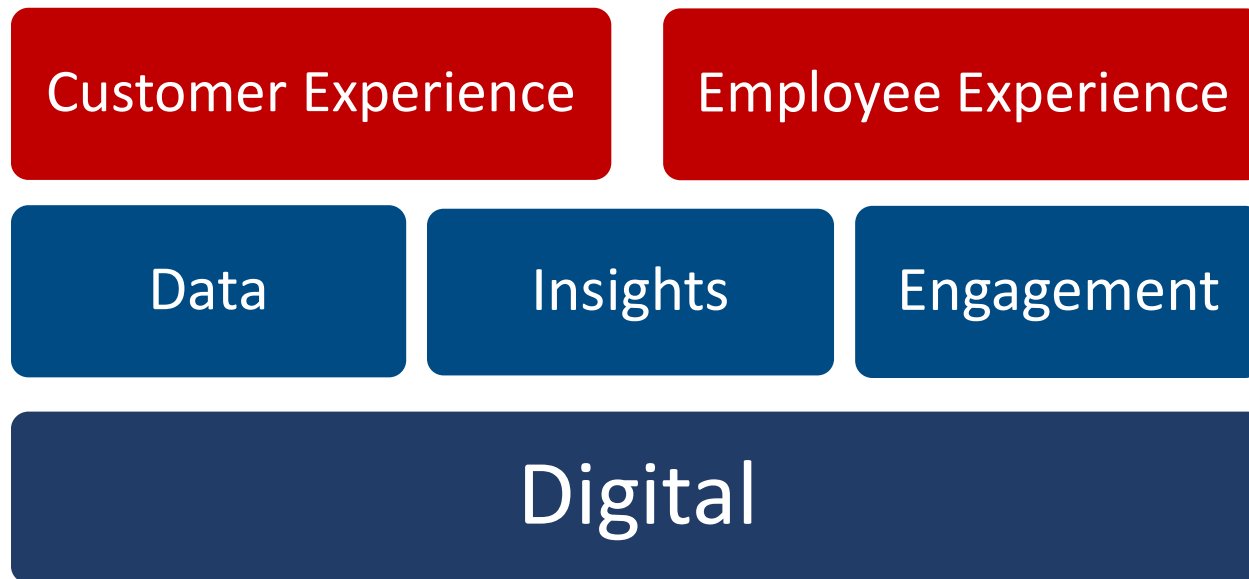 Customer Experience
Employee Experience
Data
Insights
Engagement
Digital